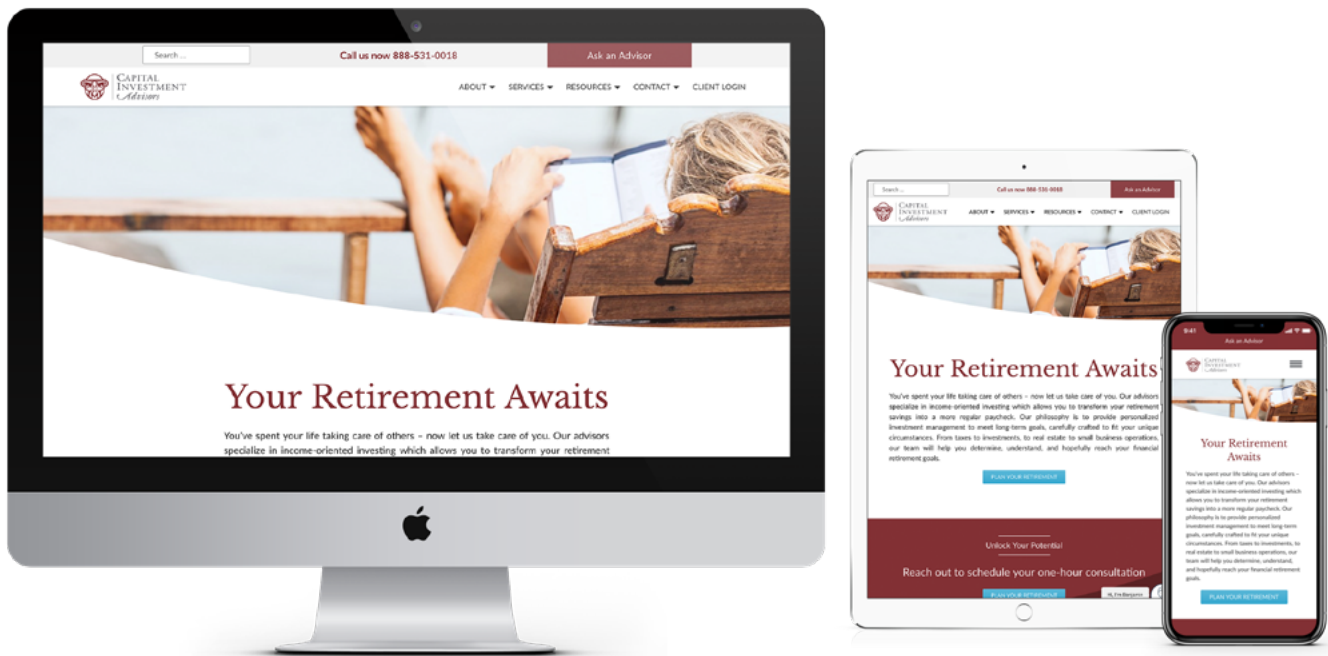 Search ...
Call us now 888-531-0018
Ask an Advisor
CAPITAL
INVESTMENT
Advisors
ABOUT
SERVICES
RESOURCES
CONTACT
CLIENT LOGIN
Your Retirement Awaits
You've spent your life taking care of others – now let us take care of you. Our advisors
specialize in income-oriented investing which allows you to transform your retirement
Search ...
Call us now 888-531-0018
Ask an Advisor
CAPITAL
INVESTMENT
Advisors
ABOUT
SERVICES
RESOURCES
CONTACT
CLIENT LOGIN
Your Retirement Awaits
You've spent your life taking care of others – now let us take care of you. Our advisors
specialize in income-oriented investing which allows you to transform your retirement
savings into a more regular paycheck. Our philosophy is to provide personalized
investment management to meet long-term goals, carefully crafted to fit your unique
circumstances. From taxes to investments, to real estate to small business operations,
our team will help you determine, understand, and hopefully reach your financial
retirement goals.
PLAN YOUR RETIREMENT
Unlock Your Potential
Reach out to schedule your one-hour consultation
PLAN YOUR RETIREMENT
Hi, I'm Benjamin
9:41
Ask an Advisor
CAPITAL
INVESTMENT
Advisors
Your Retirement
Awaits
You've spent your life taking care of others –
now let us take care of you. Our advisors
specialize in income-oriented investing which
allows you to transform your retirement
savings into a more regular paycheck. Our
philosophy is to provide personalized
investment management to meet long-term
goals, carefully crafted to fit your unique
circumstances. From taxes to investments, to
real estate to small business operations, our
team will help you determine, understand,
and hopefully reach your financial retirement
goals.
PLAN YOUR RETIREMENT